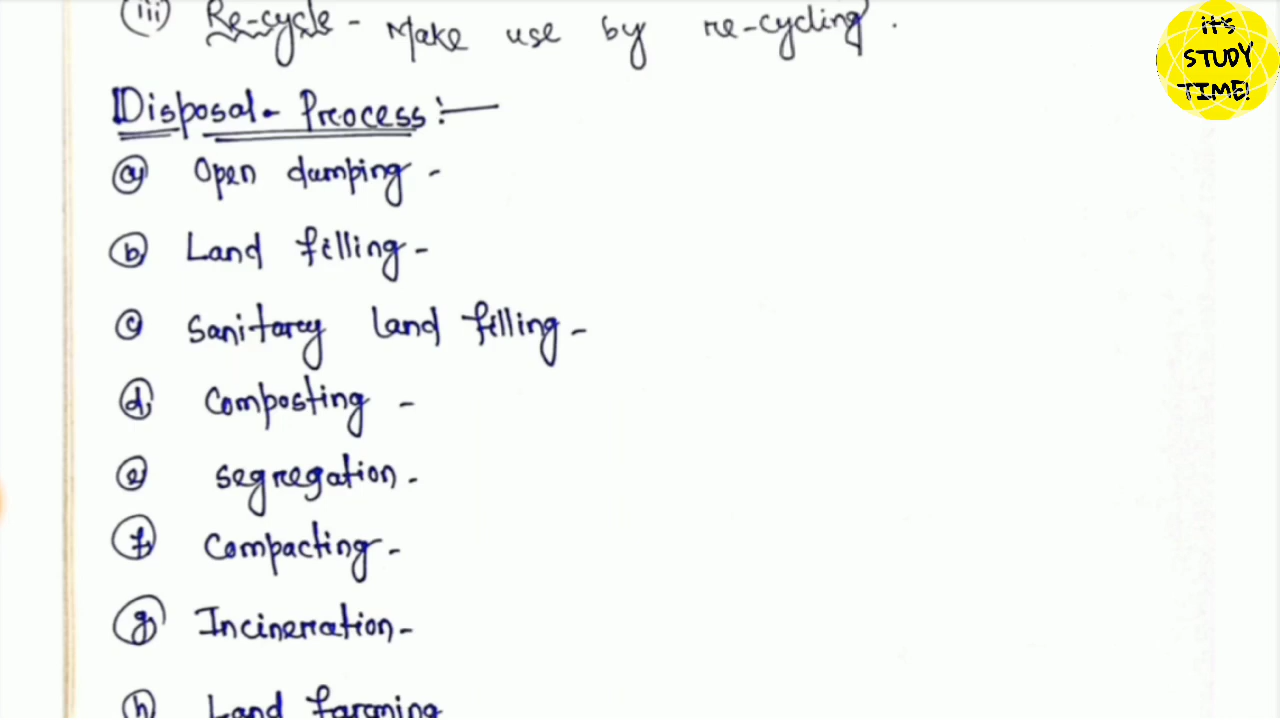 (iii) Re-cycle - Make use by re-cycling.
Disposal - Process :-
(a) Open dumping -
(b) Land filling -
(c) Sanitary land filling -
(d) Composting -
(e) segregation -
(f) Compacting -
(g) Incineration -
(h) Land farming
It's
STUDY
TIME!